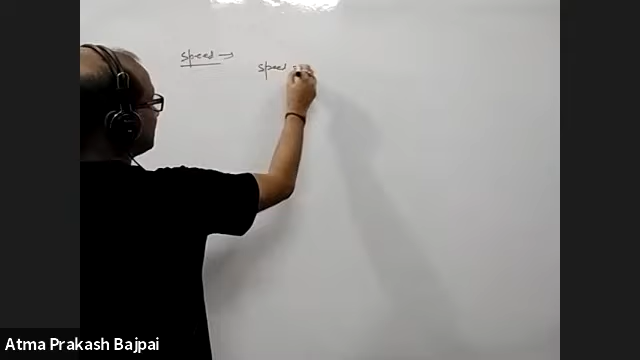 speed →
speed =
Atma Prakash Bajpai